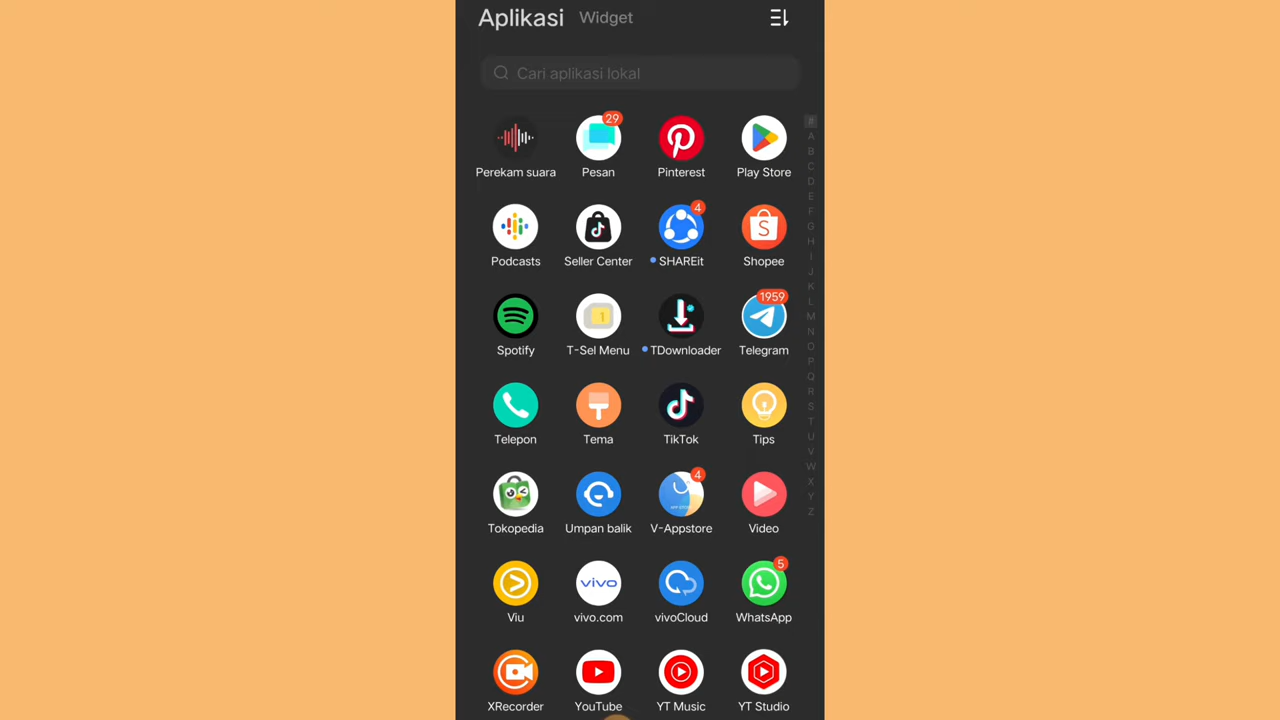 Aplikasi Widget
Cari aplikasi lokal
29
Perekam suara Pesan Pinterest Play Store
4
Podcasts Seller Center SHAREit Shopee
1959
1
Spotify T-Sel Menu TDownloader Telegram
Telepon Tema TikTok Tips
4
Tokopedia Umpan balik V-Appstore Video
5
vivo
Viu vivo.com vivoCloud WhatsApp
XRecorder YouTube YT Music YT Studio
#
A
B
C
D
E
F
G
H
I
J
K
L
M
N
O
P
Q
R
S
T
U
V
W
X
Y
Z